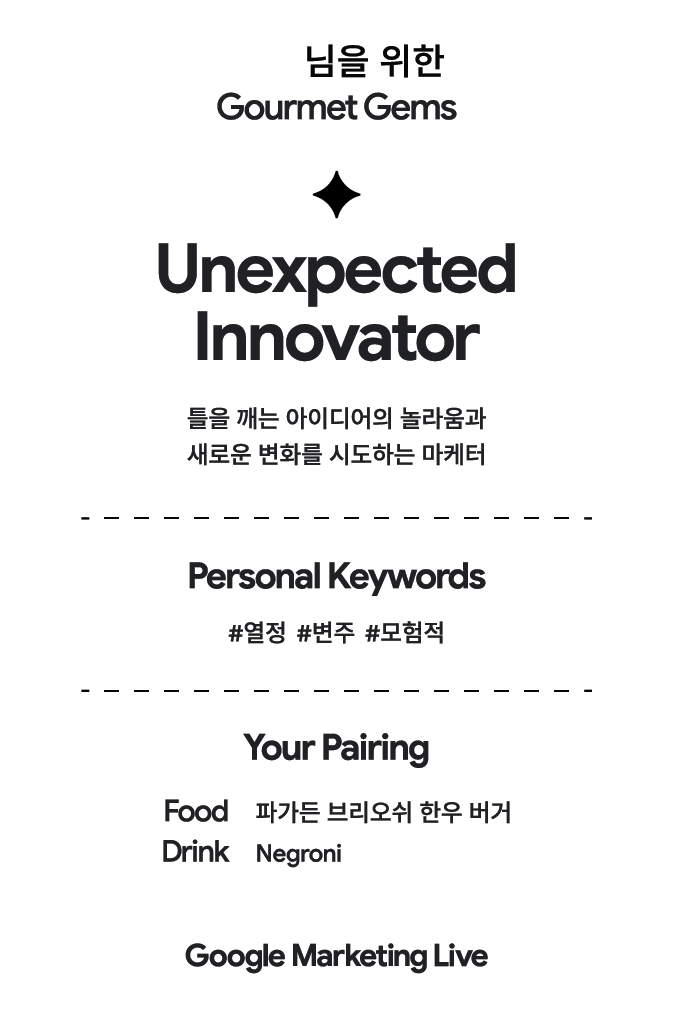 님을 위한
Gourmet Gems
Unexpected
Innovator
틀을 깨는 아이디어의 놀라움과
새로운 변화를 시도하는 마케터
Personal Keywords
#열정 #변주 #모험적
Your Pairing
Food 파가든 브리오쉬 한우 버거
Drink Negroni
Google Marketing Live